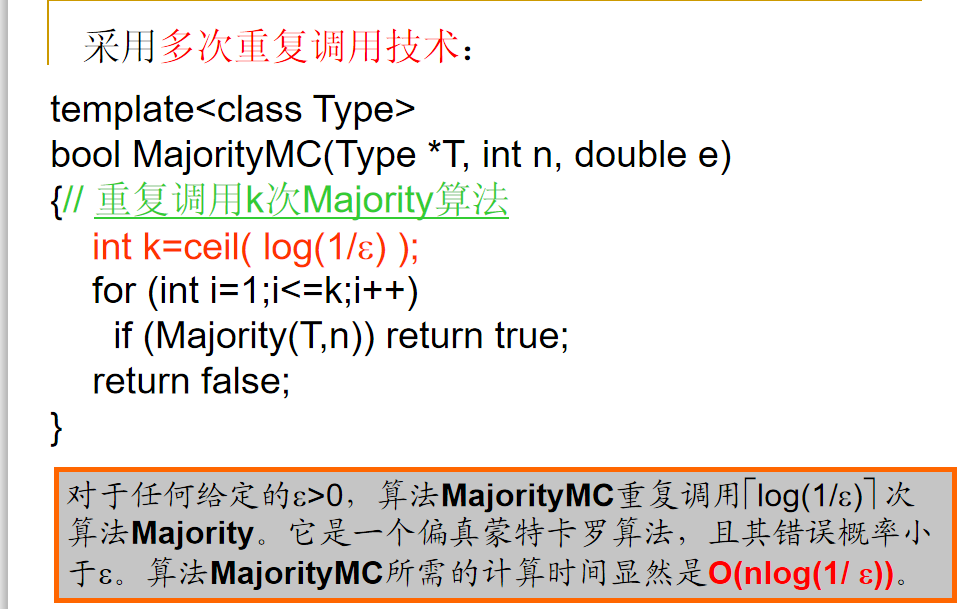 采用多次重复调用技术：
template<class Type>
bool MajorityMC(Type *T, int n, double e)
{// 重复调用k次Majority算法
int k=ceil( log(1/ε) );
for (int i=1;i<=k;i++)
if (Majority(T,n)) return true;
return false;
}
对于任何给定的ε>0，算法MajorityMC重复调用⌈log(1/ε)⌉ 次
算法Majority。它是一个偏真蒙特卡罗算法，且其错误概率小
于ε。算法MajorityMC所需的计算时间显然是O(nlog(1/ ε))。